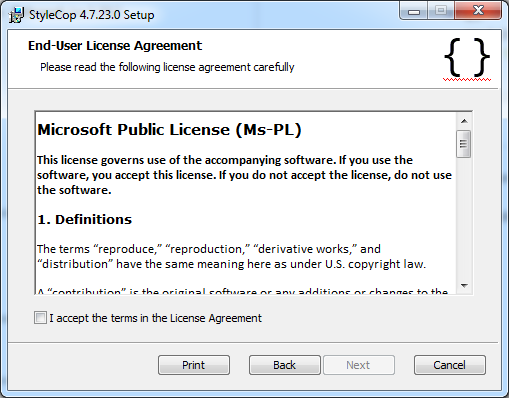 StyleCop 4.7.23.0 Setup
End-User License Agreement
Please read the following license agreement carefully
{ }
Microsoft Public License (Ms-PL)
This license governs use of the accompanying software. If you use the
software, you accept this license. If you do not accept the license, do not use
the software.
1. Definitions
The terms “reproduce,” “reproduction,” “derivative works,” and
“distribution” have the same meaning here as under U.S. copyright law.
A “contribution” is the original software or any additions or changes to the
I accept the terms in the License Agreement
Print Back Next Cancel